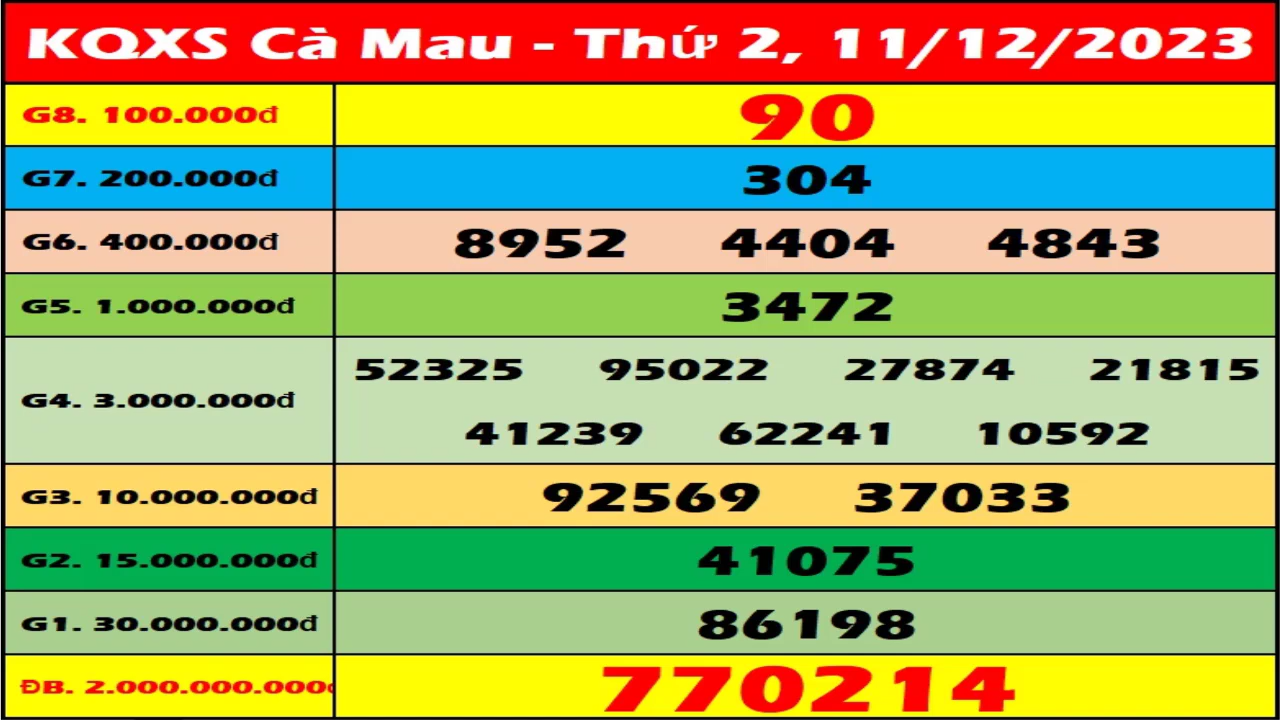 KQXS Cà Mau - Thứ 2, 11/12/2023
G8. 100.000đ 90
G7. 200.000đ 304
G6. 400.000đ 8952 4404 4843
G5. 1.000.000đ 3472
52325 95022 27874 21815
G4. 3.000.000đ
41239 62241 10592
G3. 10.000.000đ 92569 37033
G2. 15.000.000đ 41075
G1. 30.000.000đ 86198
ĐB. 2.000.000.000đ 770214